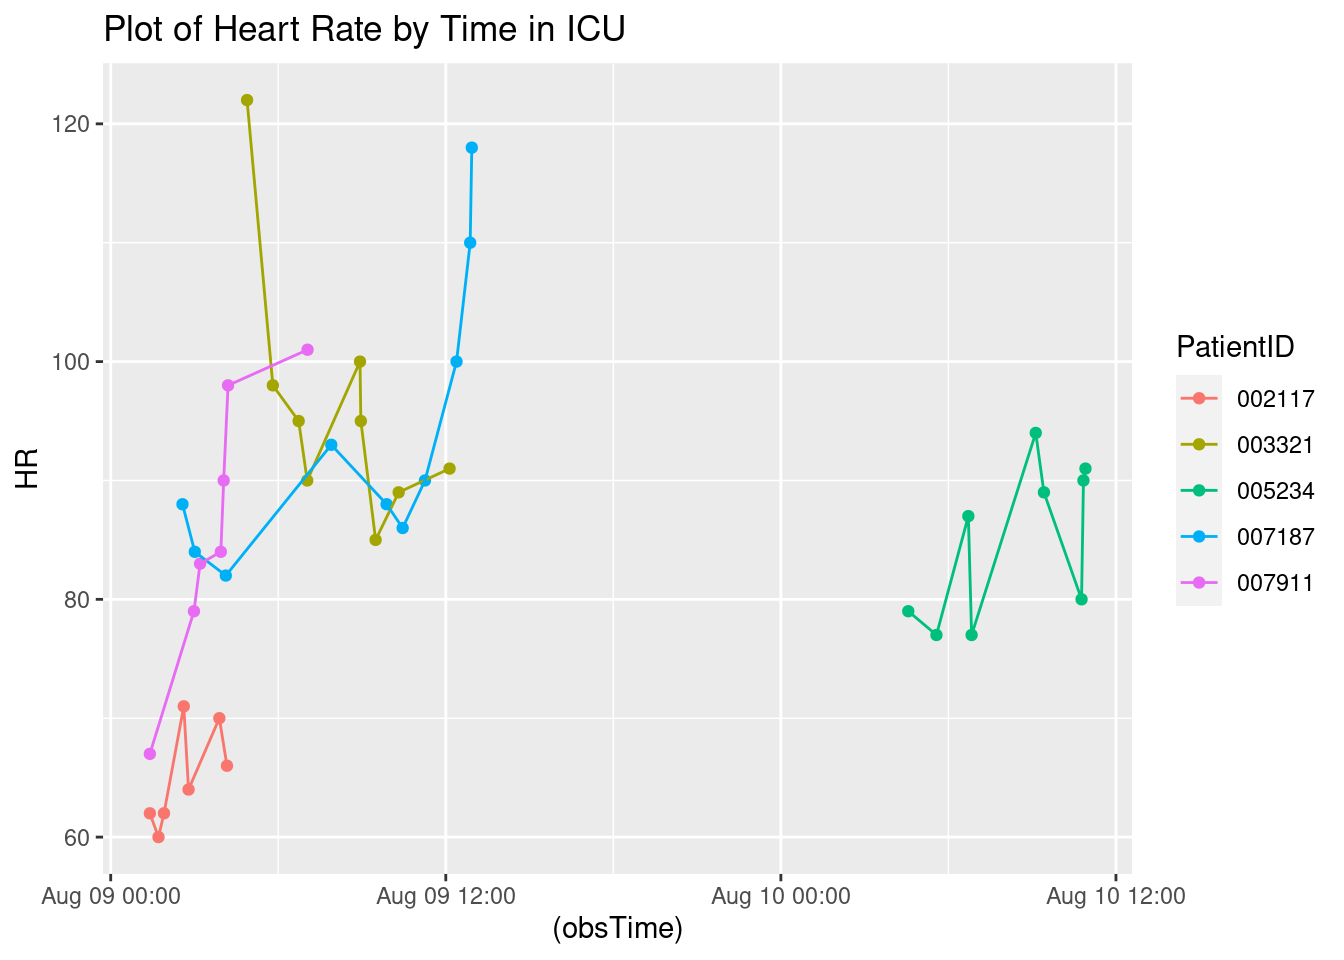 Plot of Heart Rate by Time in ICU
120
100
80
60
HR
Aug 09 00:00
Aug 09 12:00
Aug 10 00:00
Aug 10 12:00
(obsTime)
PatientID
002117
003321
005234
007187
007911